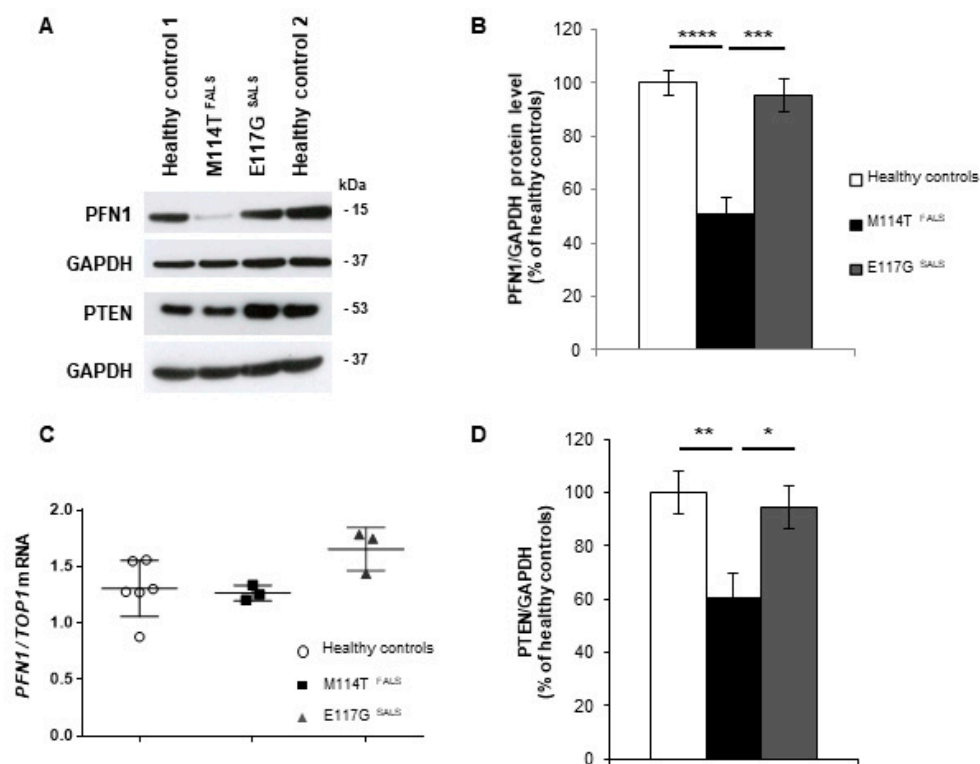 A
Healthy control 1
M114T FALS
E117G SALS
Healthy control 2
kDa
PFN1
- 15
GAPDH
- 37
PTEN
- 53
GAPDH
- 37
B
**** ***
120
100
80
60
40
20
0
PFN1/GAPDH protein level
(% of healthy controls)
Healthy controls
M114T FALS
E117G SALS
C
2.0
1.5
1.0
0.5
0.0
PFN1/TOP1 mRNA
Healthy controls
M114T FALS
E117G SALS
D
** *
120
100
80
60
40
20
0
PTEN/GAPDH
(% of healthy controls)